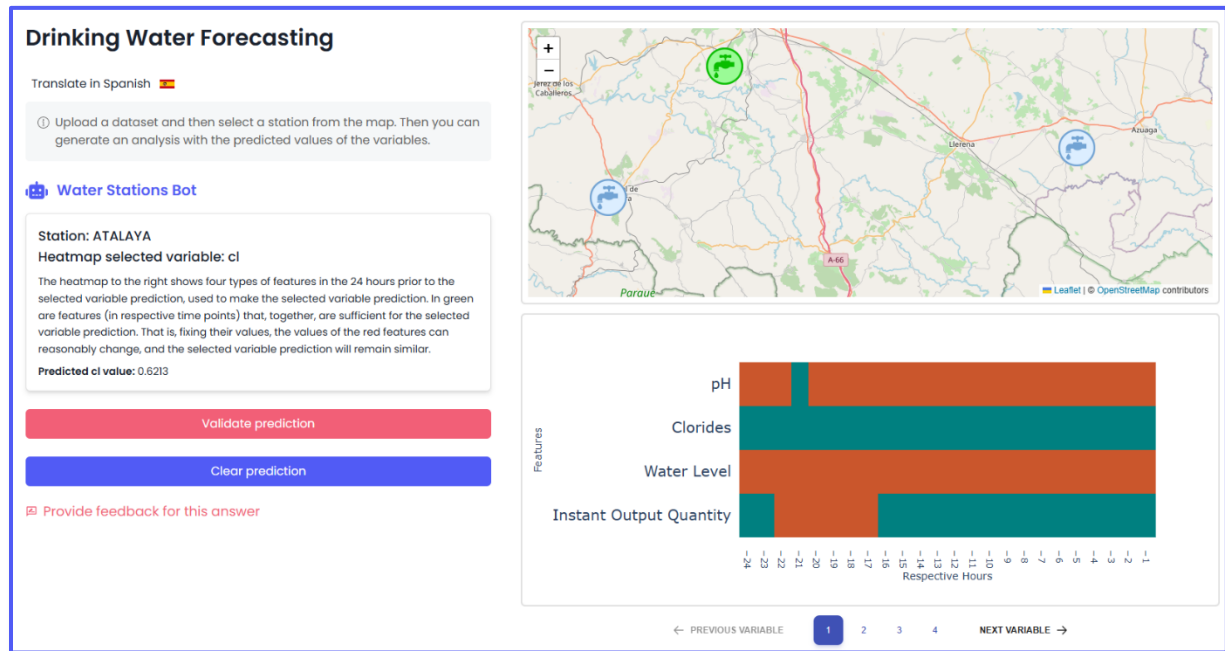 Drinking Water Forecasting
Translate in Spanish
Upload a dataset and then select a station from the map. Then you can
generate an analysis with the predicted values of the variables.
Water Stations Bot
Station: ATALAYA
Heatmap selected variable: cl
The heatmap to the right shows four types of features in the 24 hours prior to the
selected variable prediction, used to make the selected variable prediction. In green
are features (in respective time points) that, together, are sufficient for the selected
variable prediction. That is, fixing their values, the values of the red features can
reasonably change, and the selected variable prediction will remain similar.
Predicted cl value: 0.6213
Validate prediction
Clear prediction
Provide feedback for this answer
+
−
Jerez de los
Caballeros
Llerena
Azuaga
de
A-66
Parque
Leaflet | © OpenStreetMap contributors
Features
pH
Clorides
Water Level
Instant Output Quantity
−24 −23 −22 −21 −20 −19 −18 −17 −16 −15 −14 −13 −12 −11 −10 −9 −8 −7 −6 −5 −4 −3 −2 −1
Respective Hours
← PREVIOUS VARIABLE 1 2 3 4 NEXT VARIABLE →